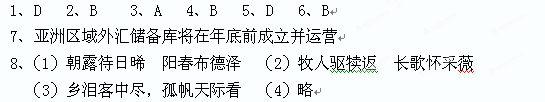 1、D 2、B 3、A 4、B 5、D 6、B
7、亚洲区域外汇储备库将在年底前成立并运营
8、（1）朝露待日晞 阳春布德泽 （2）牧人驱犊返 长歌怀采薇
（3）乡泪客中尽，孤帆天际看 （4）略